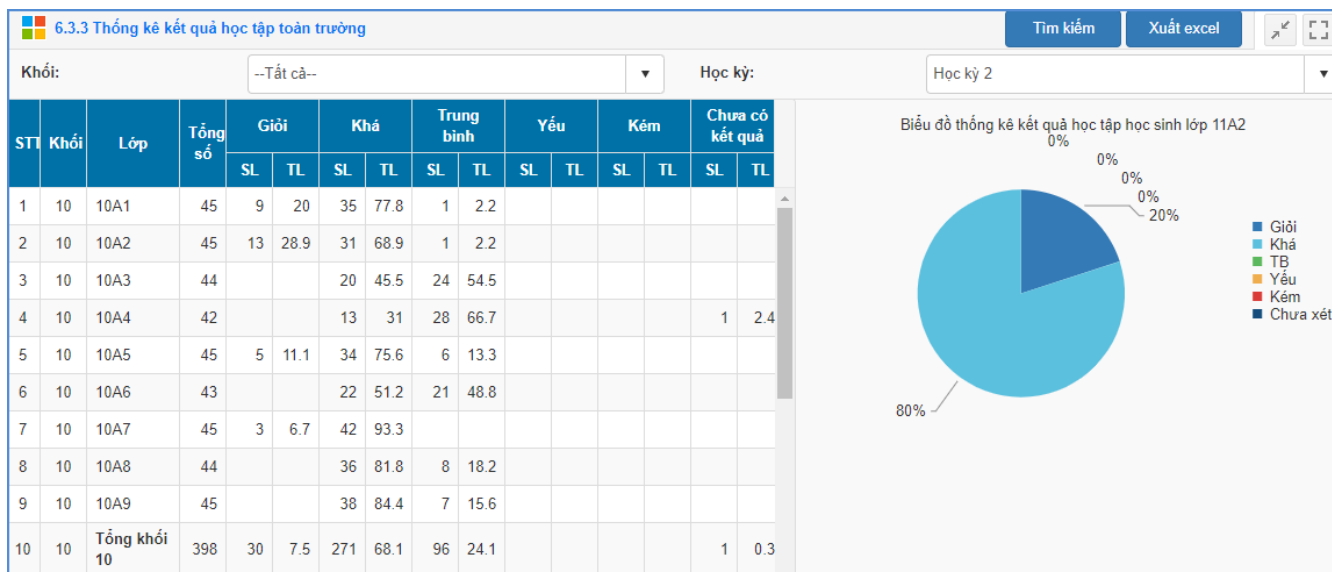 6.3.3 Thống kê kết quả học tập toàn trường Tìm kiếm Xuất excel
Khối: --Tất cả-- Học kỳ: Học kỳ 2
STT Khối Lớp Tổng số Giỏi Khá Trung bình Yếu Kém Chưa có kết quả
SL TL SL TL SL TL SL TL SL TL SL TL
1 10 10A1 45 9 20 35 77.8 1 2.2
2 10 10A2 45 13 28.9 31 68.9 1 2.2
3 10 10A3 44 20 45.5 24 54.5
4 10 10A4 42 13 31 28 66.7 1 2.4
5 10 10A5 45 5 11.1 34 75.6 6 13.3
6 10 10A6 43 22 51.2 21 48.8
7 10 10A7 45 3 6.7 42 93.3
8 10 10A8 44 36 81.8 8 18.2
9 10 10A9 45 38 84.4 7 15.6
10 10 Tổng khối 10 398 30 7.5 271 68.1 96 24.1 1 0.3
Biểu đồ thống kê kết quả học tập học sinh lớp 11A2
0%
0%
0%
0%
20%
80%
Giỏi
Khá
TB
Yếu
Kém
Chưa xét